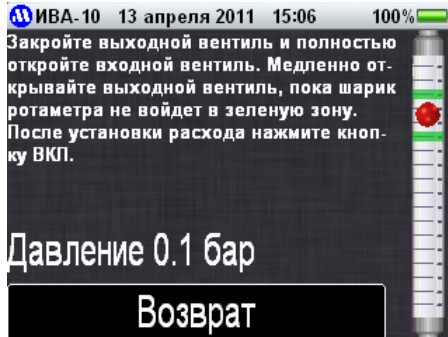 ИВА-10 13 апреля 2011 15:06 100%
Закройте выходной вентиль и полностью
откройте входной вентиль. Медленно от-
крывайте выходной вентиль, пока шарик
ротаметра не войдет в зеленую зону.
После установки расхода нажмите кноп-
ку ВКЛ.
Давление 0.1 бар
Возврат